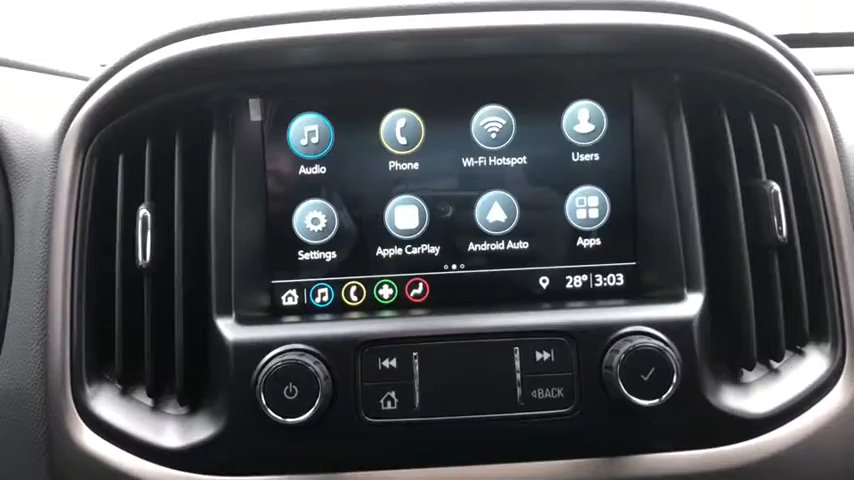 Audio Phone Wi-Fi Hotspot Users
Settings Apple CarPlay Android Auto Apps
28° 3:03
BACK